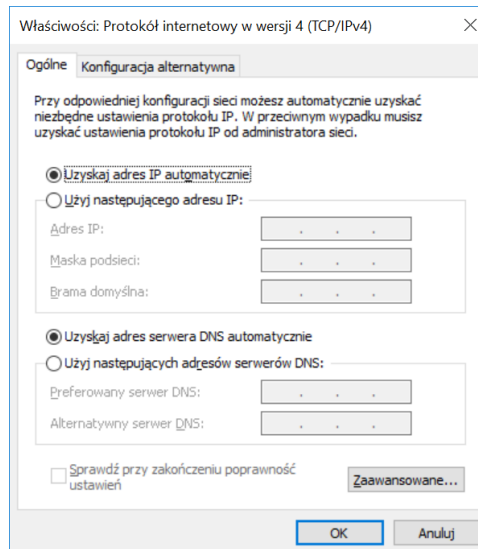 Właściwości: Protokół internetowy w wersji 4 (TCP/IPv4)
Ogólne
Konfiguracja alternatywna
Przy odpowiedniej konfiguracji sieci możesz automatycznie uzyskać
niezbędne ustawienia protokołu IP. W przeciwnym wypadku musisz
uzyskać ustawienia protokołu IP od administratora sieci.
Uzyskaj adres IP automatycznie
Użyj następującego adresu IP:
Adres IP:
Maska podsieci:
Brama domyślna:
Uzyskaj adres serwera DNS automatycznie
Użyj następujących adresów serwerów DNS:
Preferowany serwer DNS:
Alternatywny serwer DNS:
Sprawdź przy zakończeniu poprawność
ustawień
Zaawansowane...
OK
Anuluj